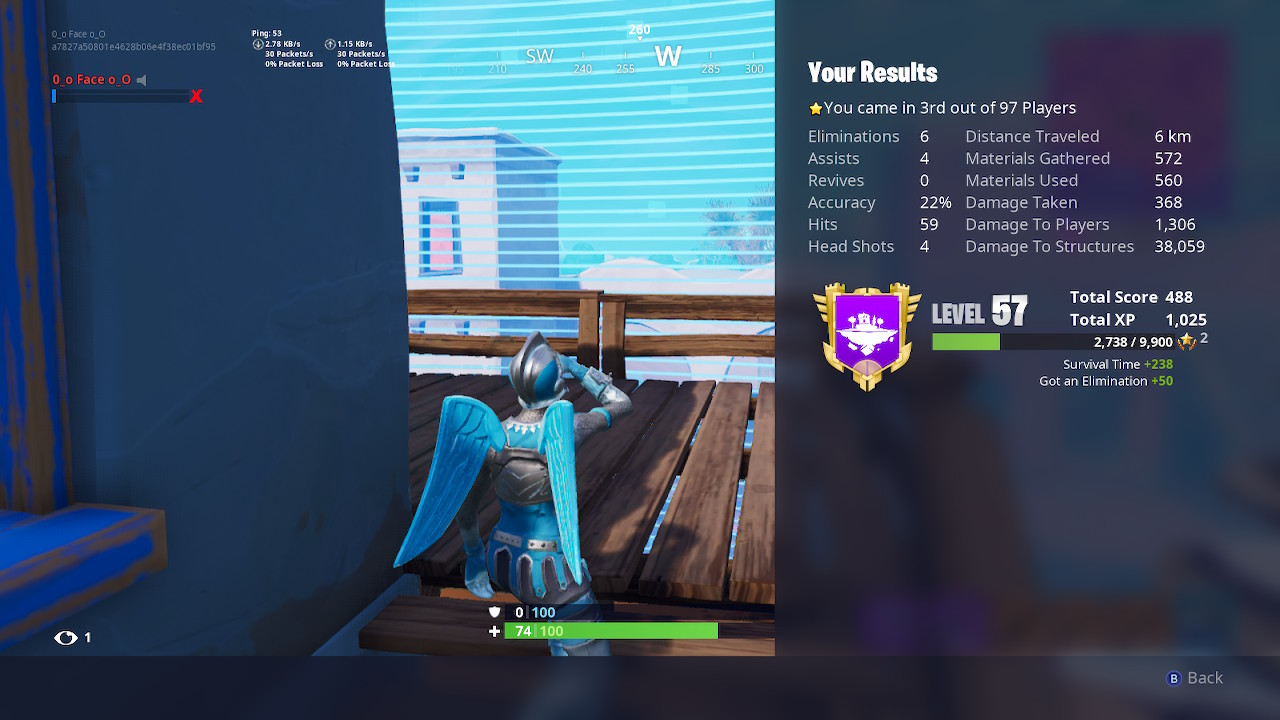 0_o Face o_O
a7827a50801e4628b06e4f38ec01bf95
0_o Face o_O
X
Ping: 53
2.78 KB/s 1.15 KB/s
30 Packets/s 30 Packets/s
0% Packet Loss 0% Packet Loss
260
SW W
210 240 255 285 300
Your Results
You came in 3rd out of 97 Players
Eliminations 6 Distance Traveled 6 km
Assists 4 Materials Gathered 572
Revives 0 Materials Used 560
Accuracy 22% Damage Taken 368
Hits 59 Damage To Players 1,306
Head Shots 4 Damage To Structures 38,059
LEVEL 57
Total Score 488
Total XP 1,025
2,738 / 9,900 2
Survival Time +238
Got an Elimination +50
0 | 100
74 | 100
1
B Back